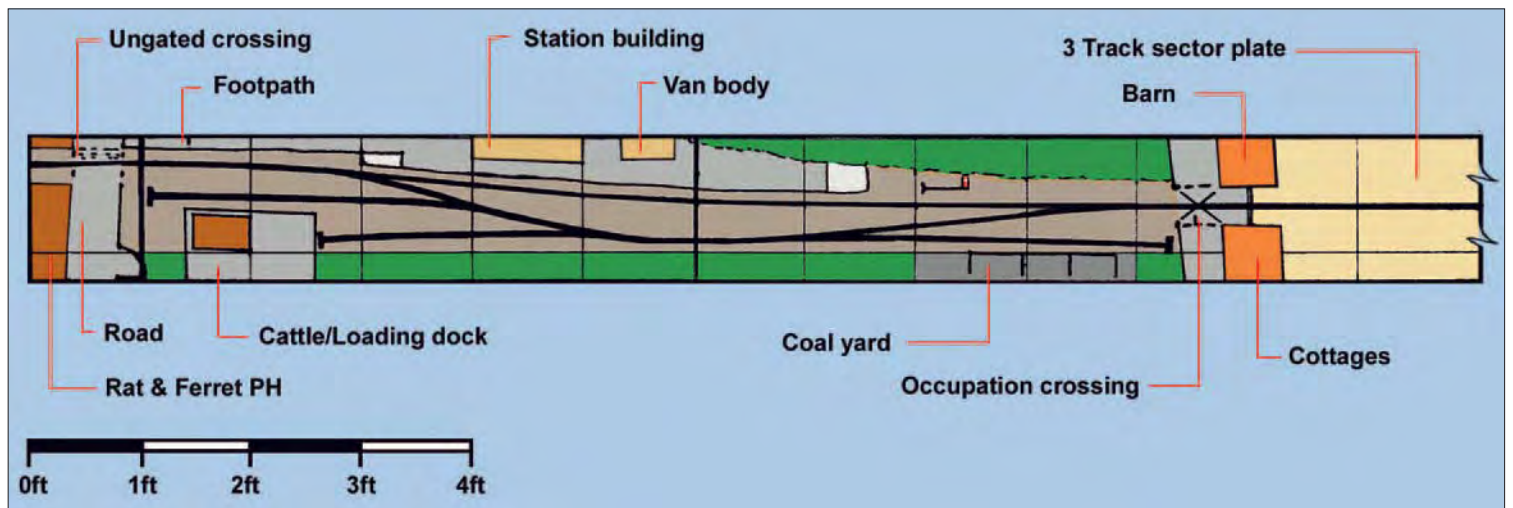 Ungated crossing
Station building
3 Track sector plate
Footpath
Van body
Barn
Road
Cattle/Loading dock
Coal yard
Cottages
Rat & Ferret PH
Occupation crossing
0ft 1ft 2ft 3ft 4ft